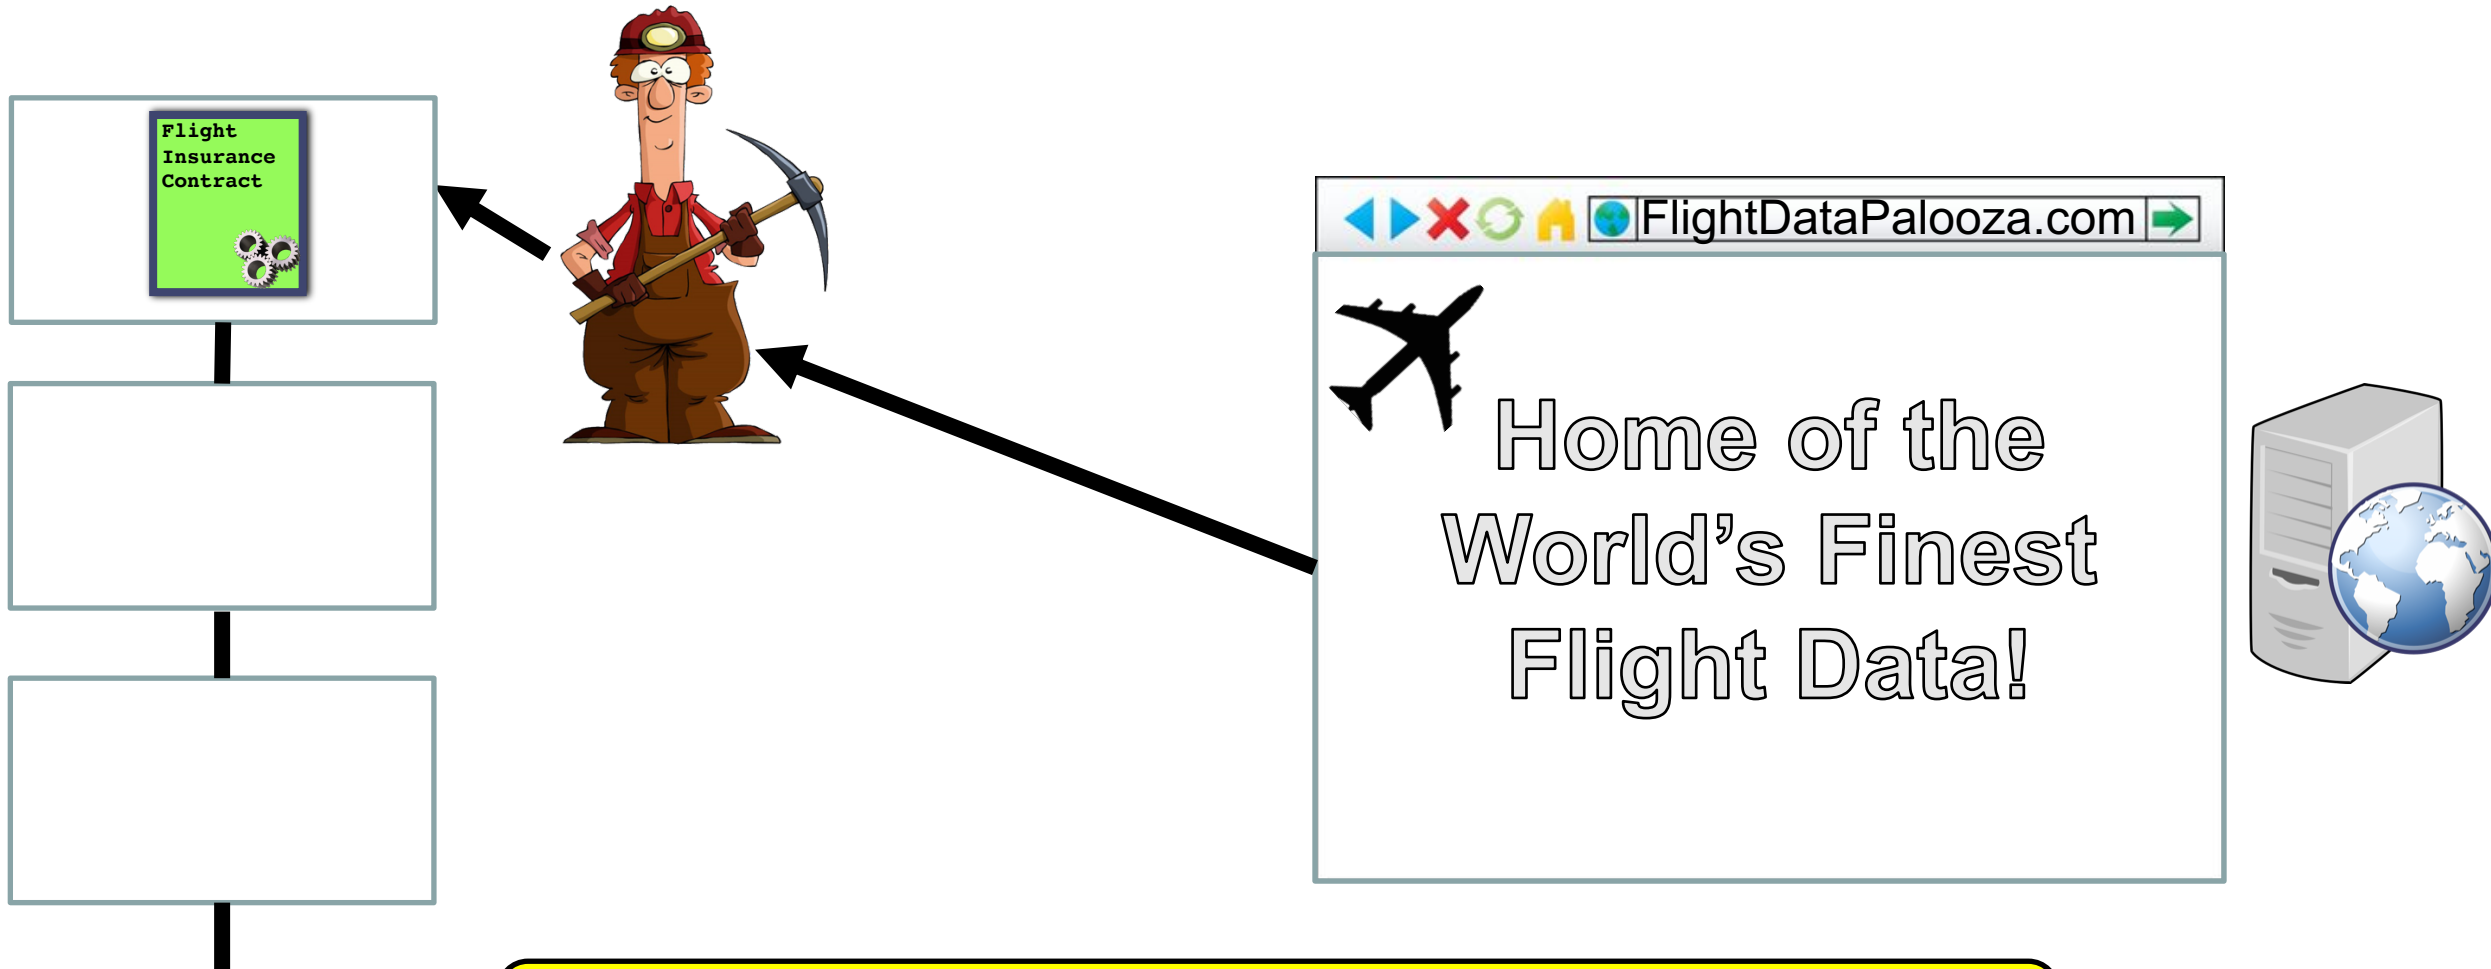 Flight
Insurance
Contract
FlightDataPalooza.com
Home of the
World’s Finest
Flight Data!